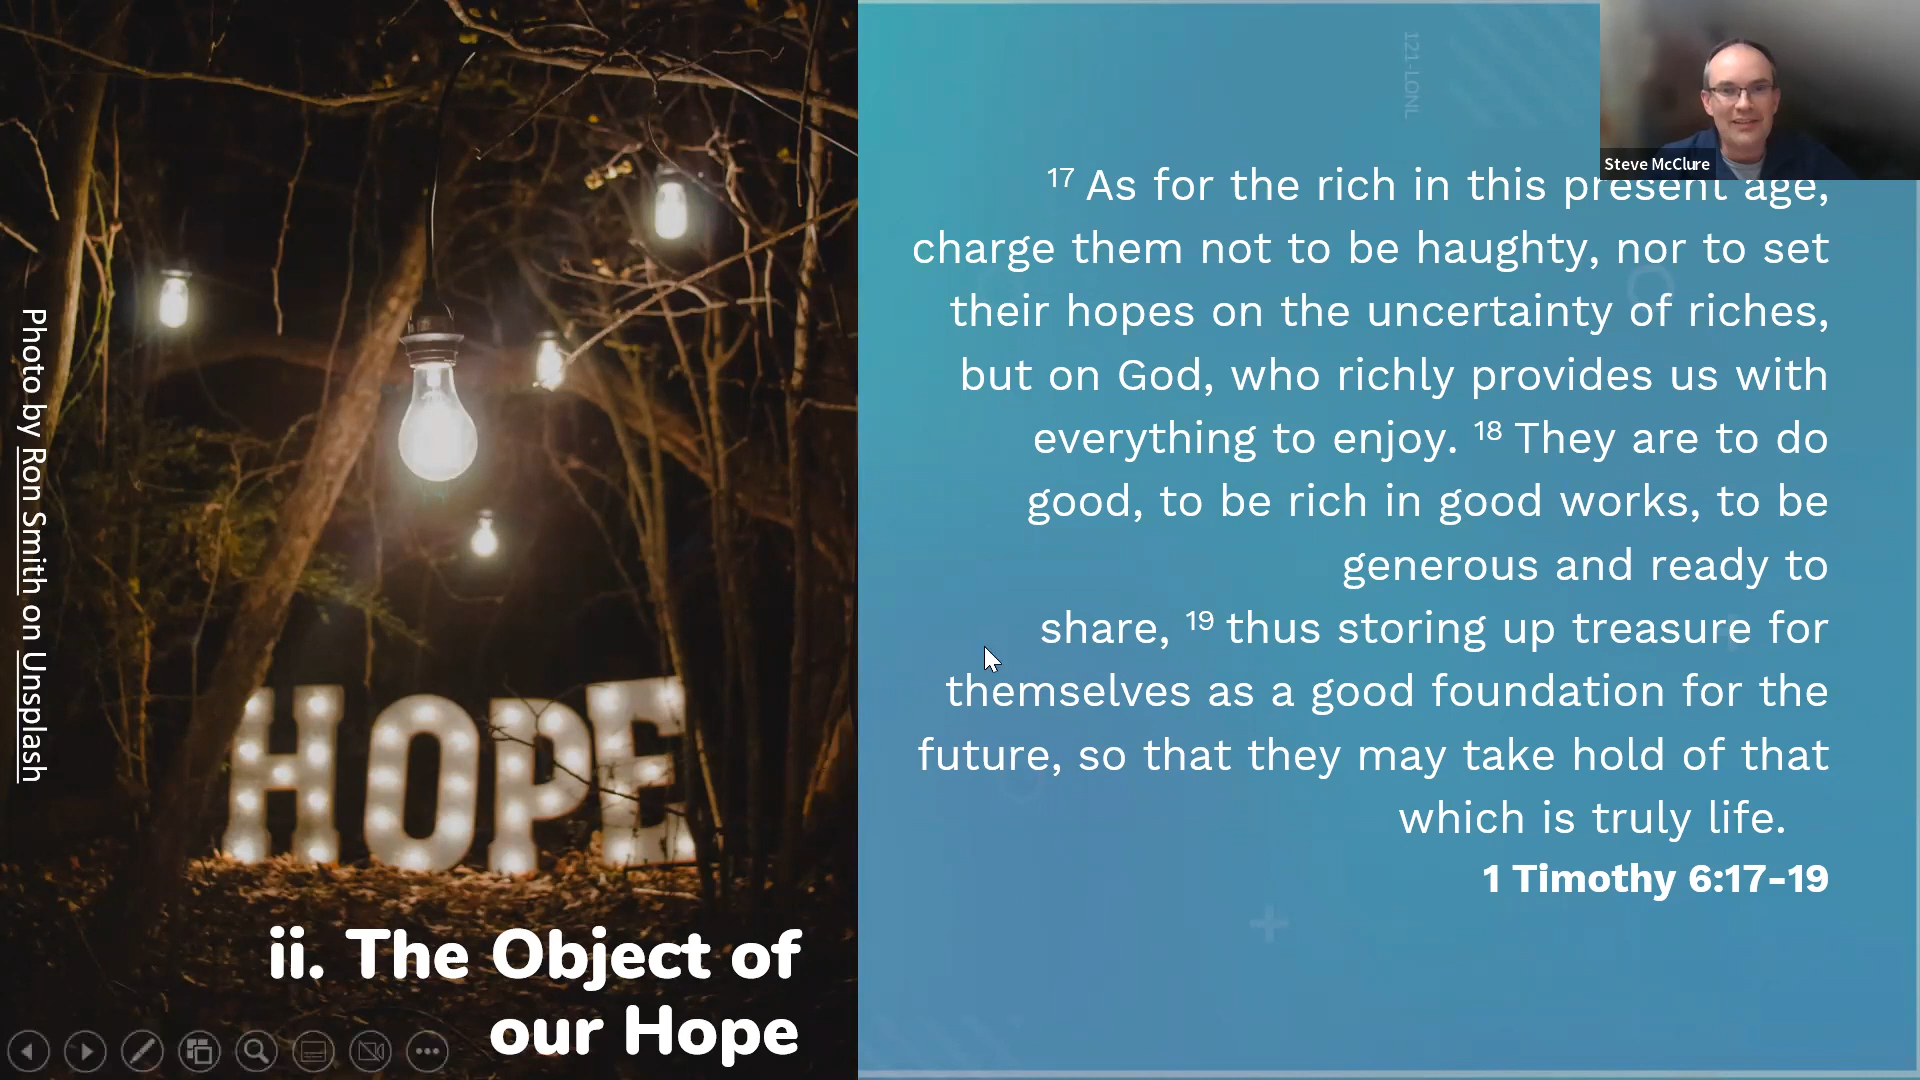 Photo by Ron Smith on Unsplash
HOPE
ii. The Object of
our Hope
121-LONL
Steve McClure
17 As for the rich in this present age,
charge them not to be haughty, nor to set
their hopes on the uncertainty of riches,
but on God, who richly provides us with
everything to enjoy. 18 They are to do
good, to be rich in good works, to be
generous and ready to
share, 19 thus storing up treasure for
themselves as a good foundation for the
future, so that they may take hold of that
which is truly life.
1 Timothy 6:17-19